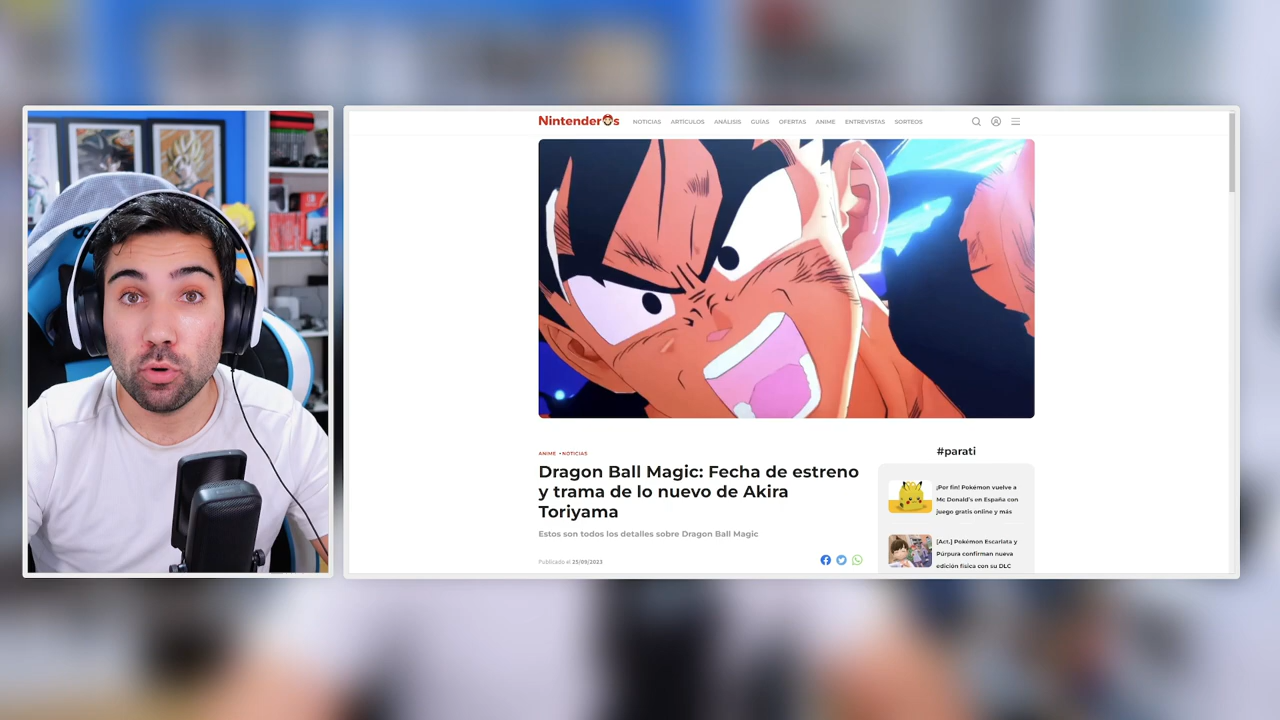 Nintenderos
NOTICIAS ARTÍCULOS ANÁLISIS GUÍAS OFERTAS ANIME ENTREVISTAS SORTEOS
ANIME • NOTICIAS
Dragon Ball Magic: Fecha de estreno
y trama de lo nuevo de Akira
Toriyama
Estos son todos los detalles sobre Dragon Ball Magic
Publicado el 25/09/2023
#parati
¡Por fin! Pokémon vuelve a
Mc Donald's en España con
juego gratis online y más
[Act.] Pokémon Escarlata y
Púrpura confirman nueva
edición física con su DLC